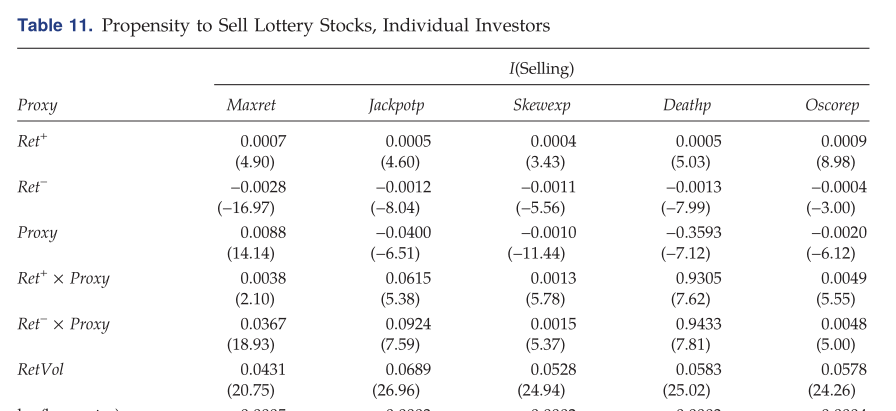 Table 11. Propensity to Sell Lottery Stocks, Individual Investors
I(Selling)
Proxy Maxret Jackpotp Skewexp Deathp Oscorep
Ret+ 0.0007 0.0005 0.0004 0.0005 0.0009
(4.90) (4.60) (3.43) (5.03) (8.98)
Ret− −0.0028 −0.0012 −0.0011 −0.0013 −0.0004
(−16.97) (−8.04) (−5.56) (−7.99) (−3.00)
Proxy 0.0088 −0.0400 −0.0010 −0.3593 −0.0020
(14.14) (−6.51) (−11.44) (−7.12) (−6.12)
Ret+ × Proxy 0.0038 0.0615 0.0013 0.9305 0.0049
(2.10) (5.38) (5.78) (7.62) (5.55)
Ret− × Proxy 0.0367 0.0924 0.0015 0.9433 0.0048
(18.93) (7.59) (5.37) (7.81) (5.00)
RetVol 0.0431 0.0689 0.0528 0.0583 0.0578
(20.75) (26.96) (24.94) (25.02) (24.26)